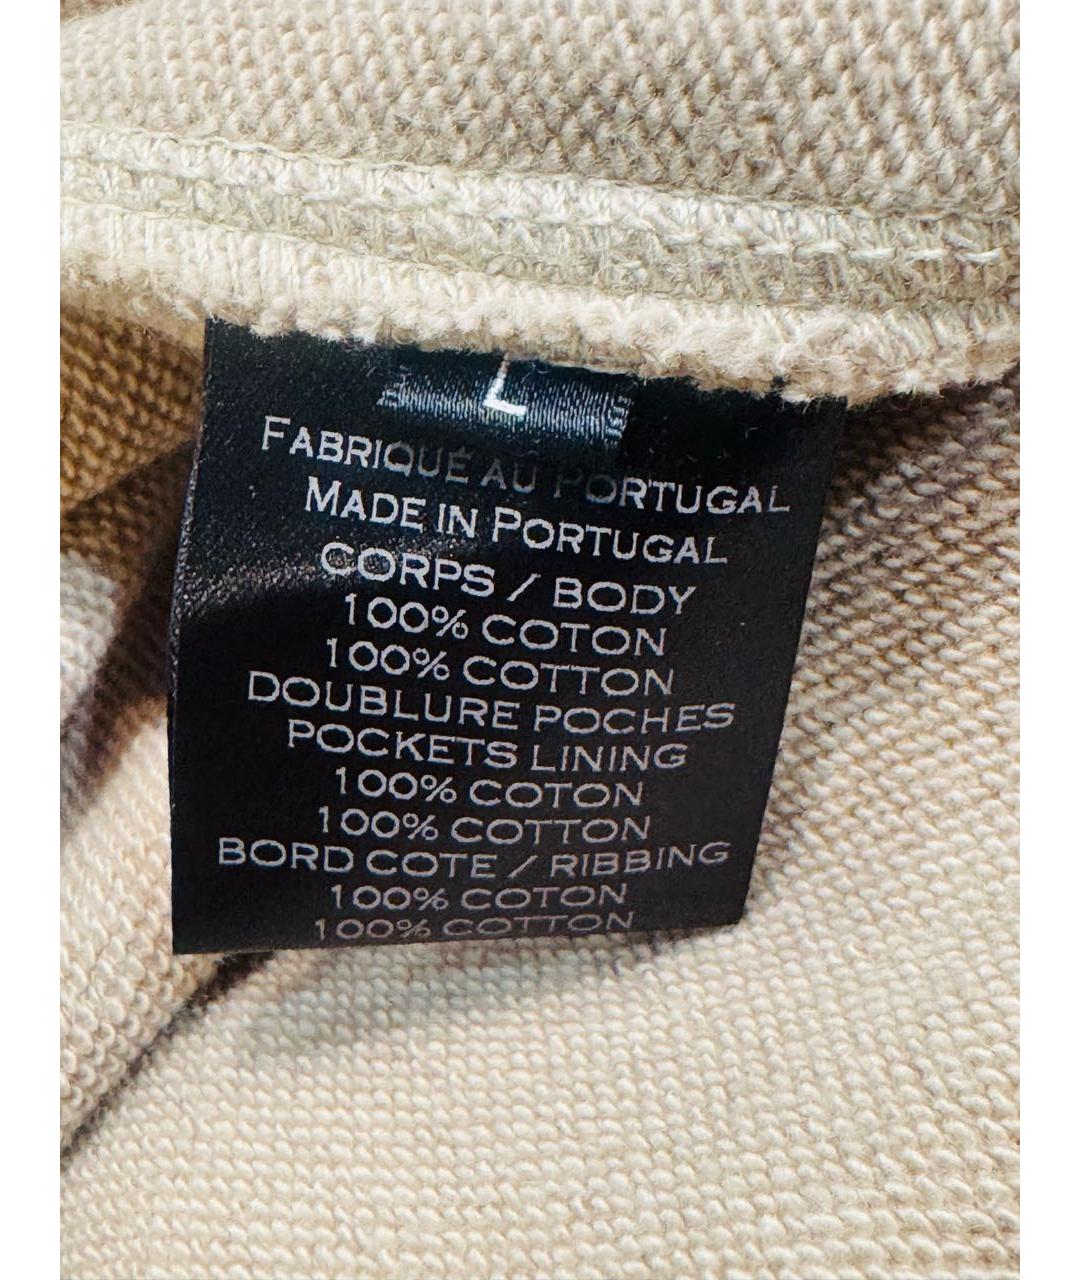 L
FABRIQUÉ AU PORTUGAL
MADE IN PORTUGAL
CORPS / BODY
100% COTON
100% COTTON
DOUBLURE POCHES
POCKETS LINING
100% COTON
100% COTTON
BORD COTE / RIBBING
100% COTON
100% COTTON